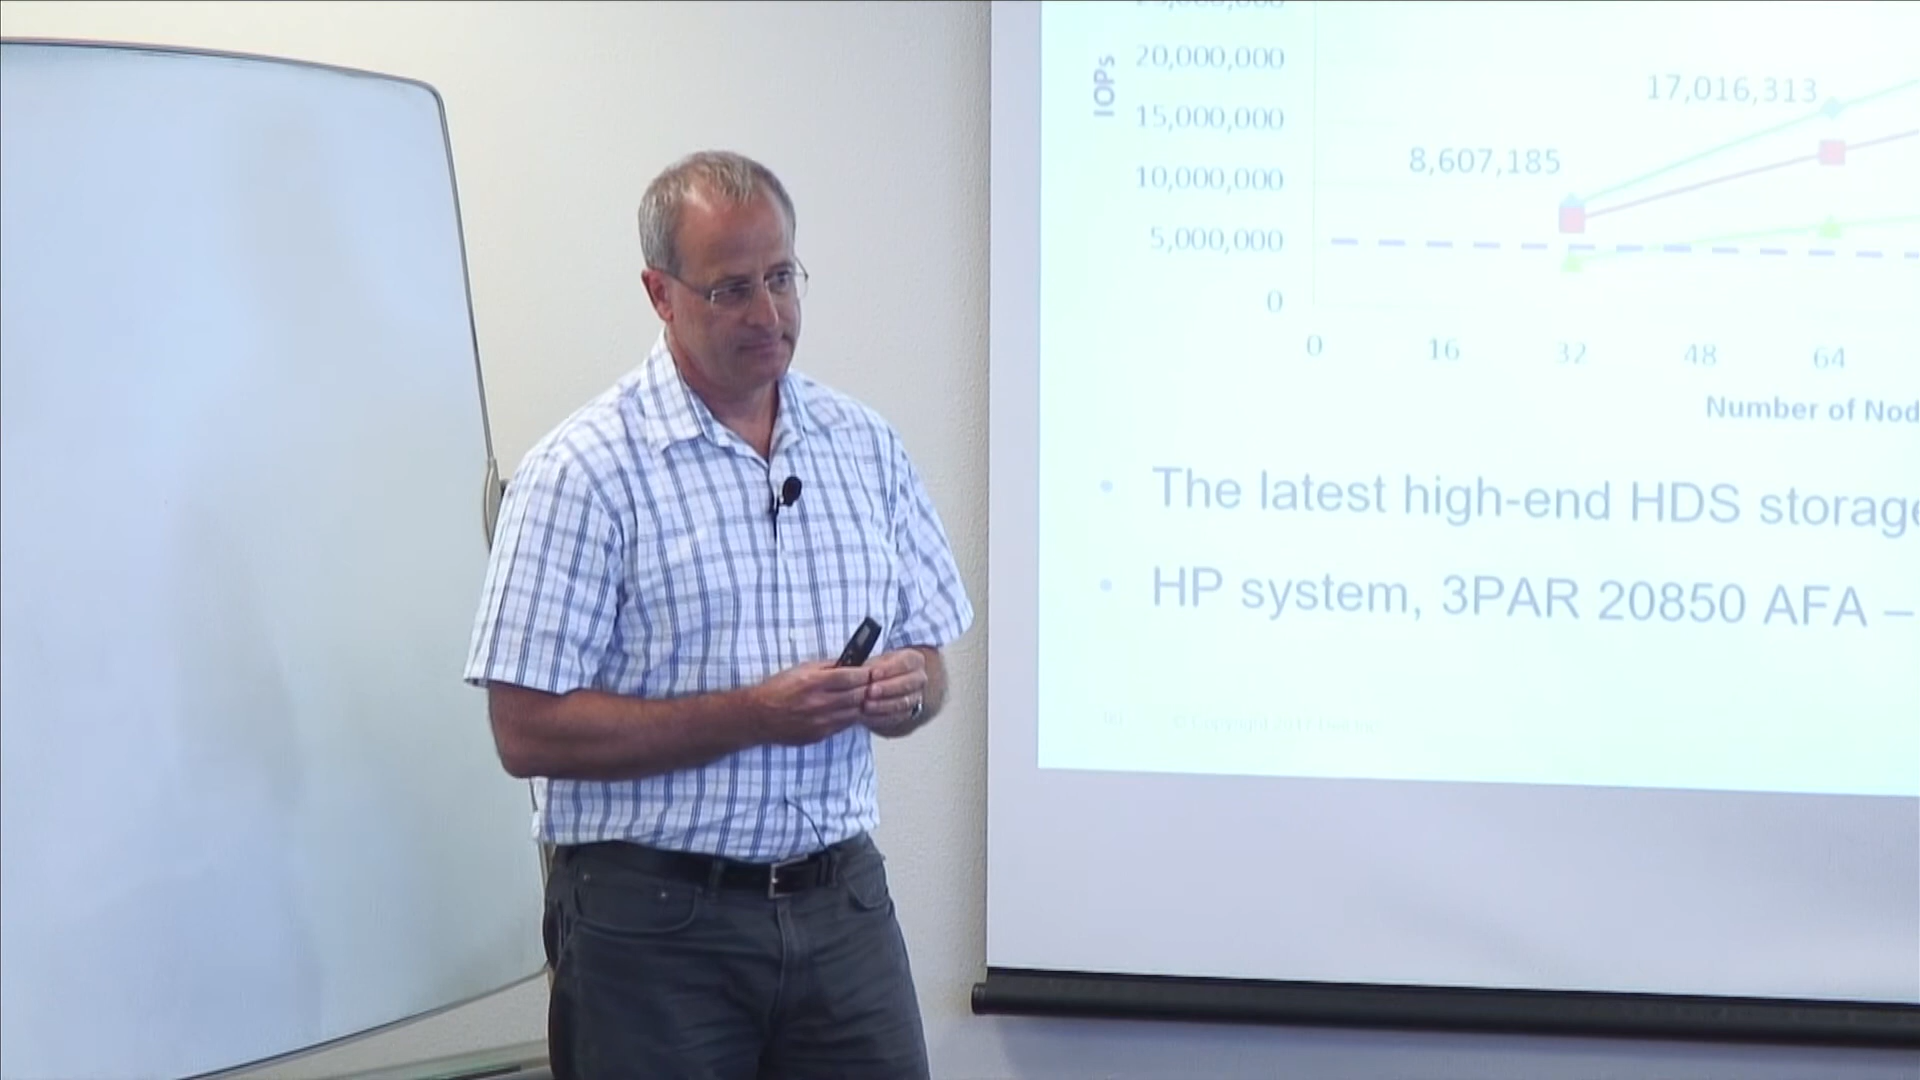 20,000,000
17,016,313
IOPs
15,000,000
8,607,185
10,000,000
5,000,000
0
0 16 32 48 64
Number of Nod
• The latest high-end HDS storage
• HP system, 3PAR 20850 AFA –
© Copyright